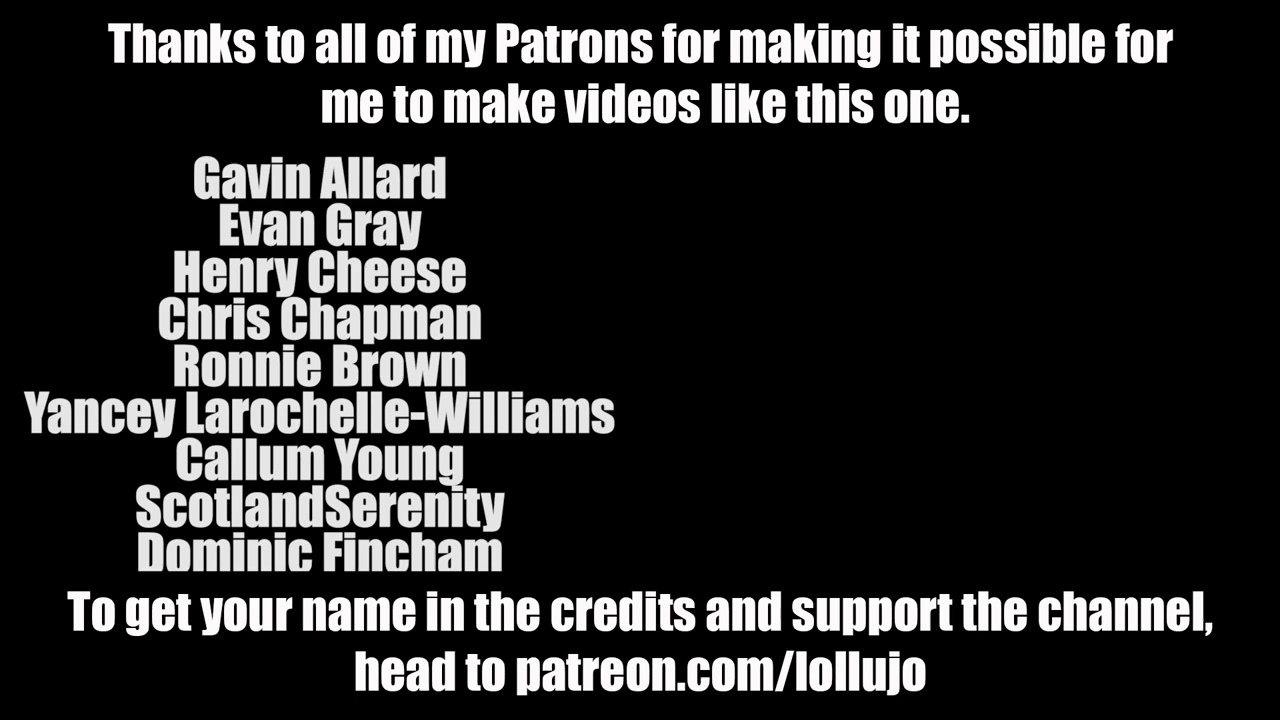 Thanks to all of my Patrons for making it possible for
me to make videos like this one.
Gavin Allard
Evan Gray
Henry Cheese
Chris Chapman
Ronnie Brown
Yancey Larochelle-Williams
Callum Young
ScotlandSerenity
Dominic Fincham
To get your name in the credits and support the channel,
head to patreon.com/lollujo